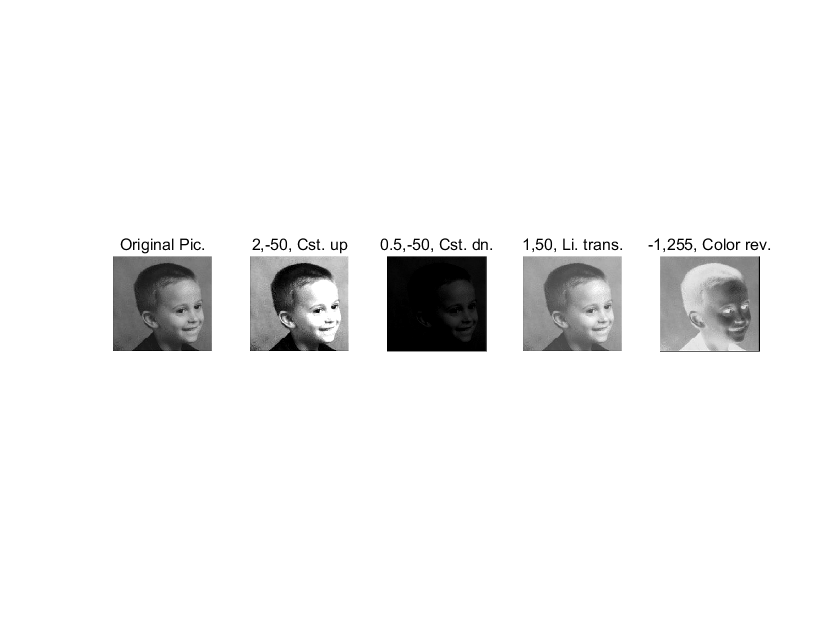 Original Pic.
2,-50, Cst. up
0.5,-50, Cst. dn.
1,50, Li. trans.
-1,255, Color rev.